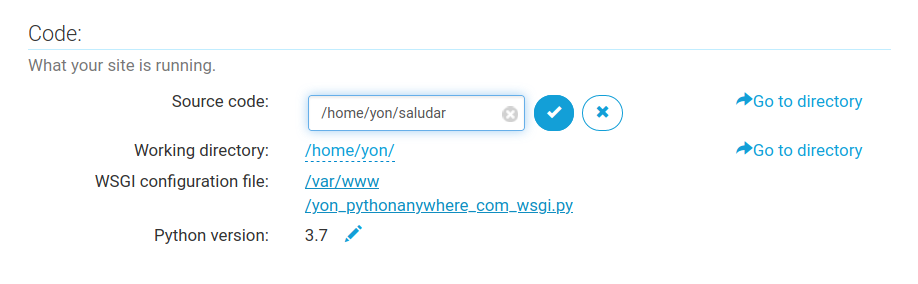 Code:
What your site is running.
Source code: /home/yon/saludar Go to directory
Working directory: /home/yon/ Go to directory
WSGI configuration file: /var/www
/yon_pythonanywhere_com_wsgi.py
Python version: 3.7